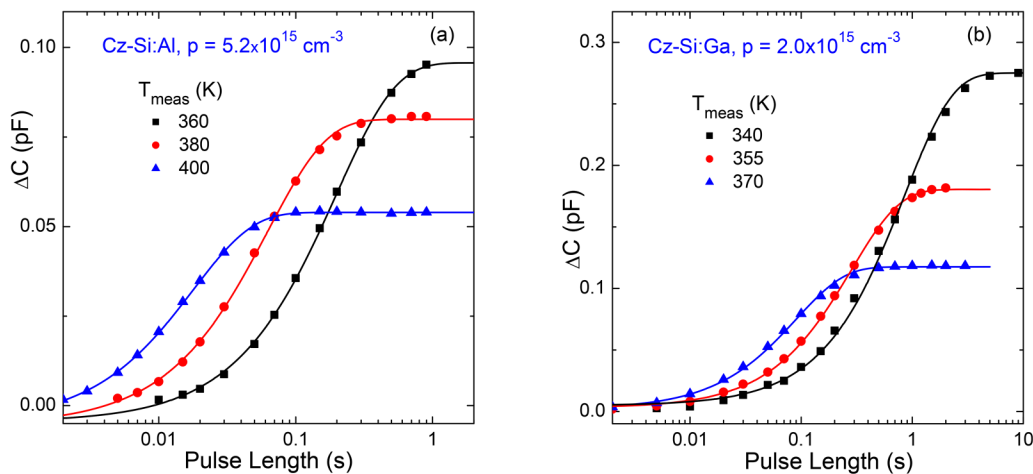 (a)
Cz-Si:Al, p = 5.2x10^15 cm^-3
T_meas (K)
360
380
400
0.10
0.05
0.00
ΔC (pF)
0.01
0.1
1
Pulse Length (s)
(b)
Cz-Si:Ga, p = 2.0x10^15 cm^-3
T_meas (K)
340
355
370
0.3
0.2
0.1
0.0
ΔC (pF)
0.01
0.1
1
10
Pulse Length (s)